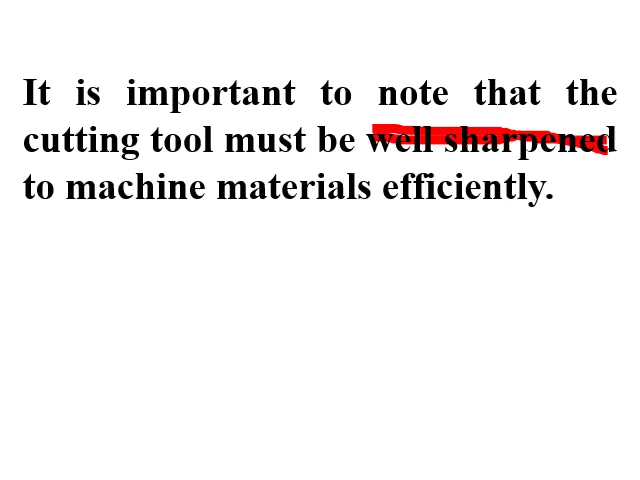 It is important to note that the
cutting tool must be well sharpened
to machine materials efficiently.